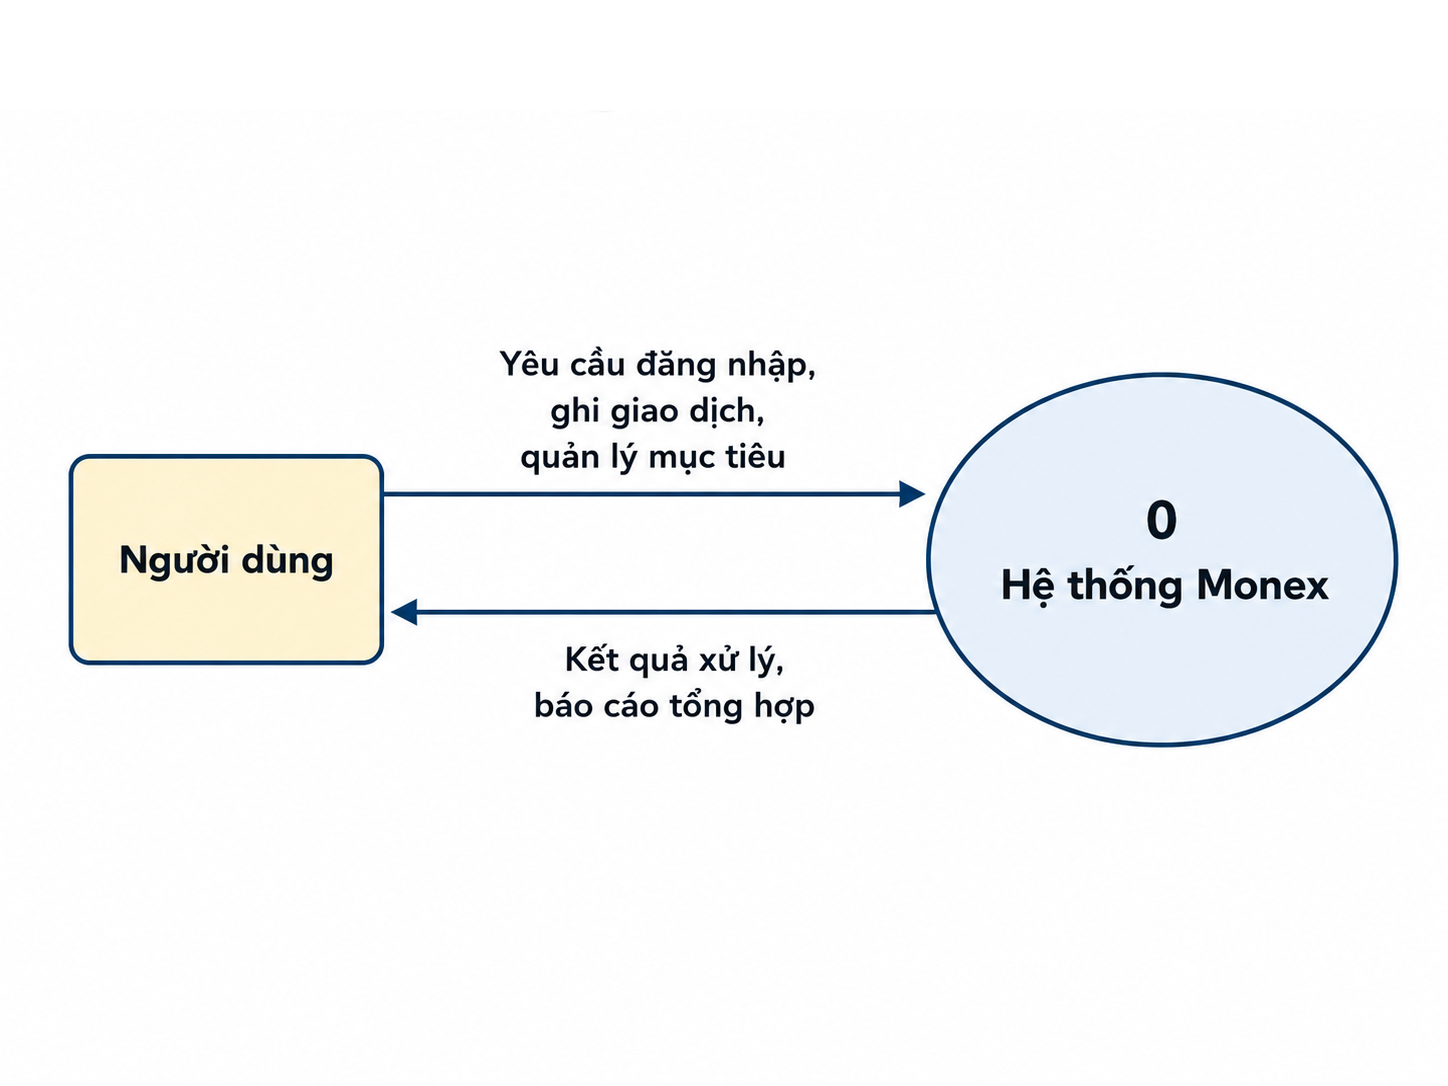 Yêu cầu đăng nhập,
ghi giao dịch,
quản lý mục tiêu
Người dùng
0
Hệ thống Monex
Kết quả xử lý,
báo cáo tổng hợp